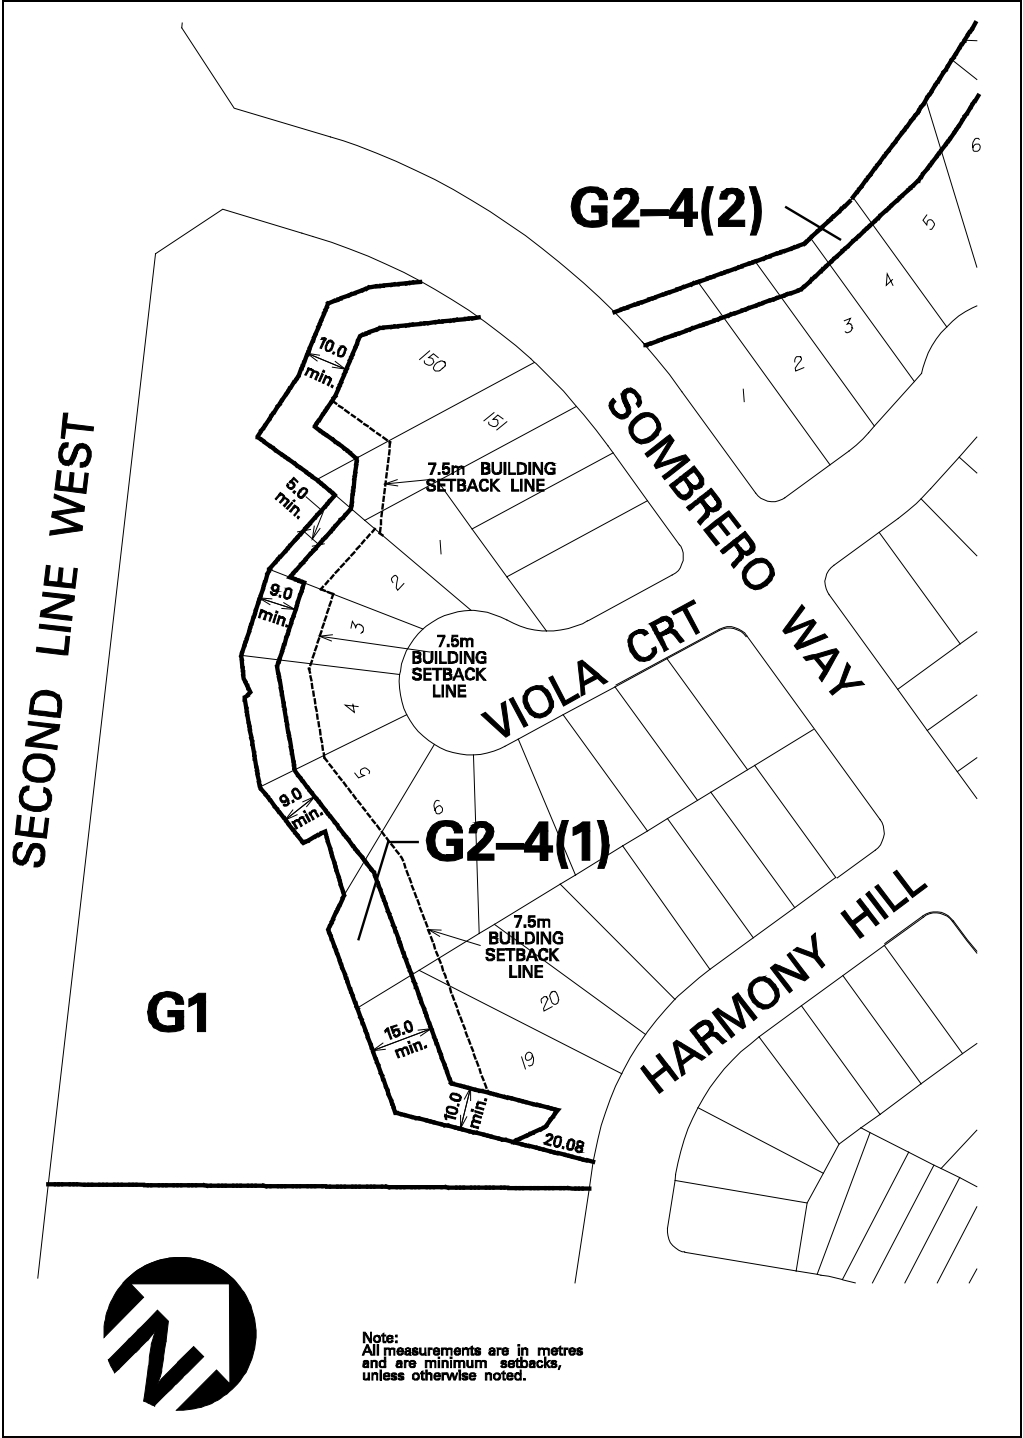 G2–4(2)
6
5
4
3
2
1
10.0
min.
150
151
7.5m BUILDING
SETBACK LINE
5.0
min.
SOMBRERO WAY
1
2
9.0
min.
3
7.5m
BUILDING
SETBACK
LINE
VIOLA CRT
SECOND LINE WEST
4
5
6
9.0
min.
G2–4(1)
7.5m
BUILDING
SETBACK
LINE
HARMONY HILL
G1
20
19
15.0
min.
10.0
min.
20.08
N
Note:
All measurements are in metres
and are minimum setbacks,
unless otherwise noted.